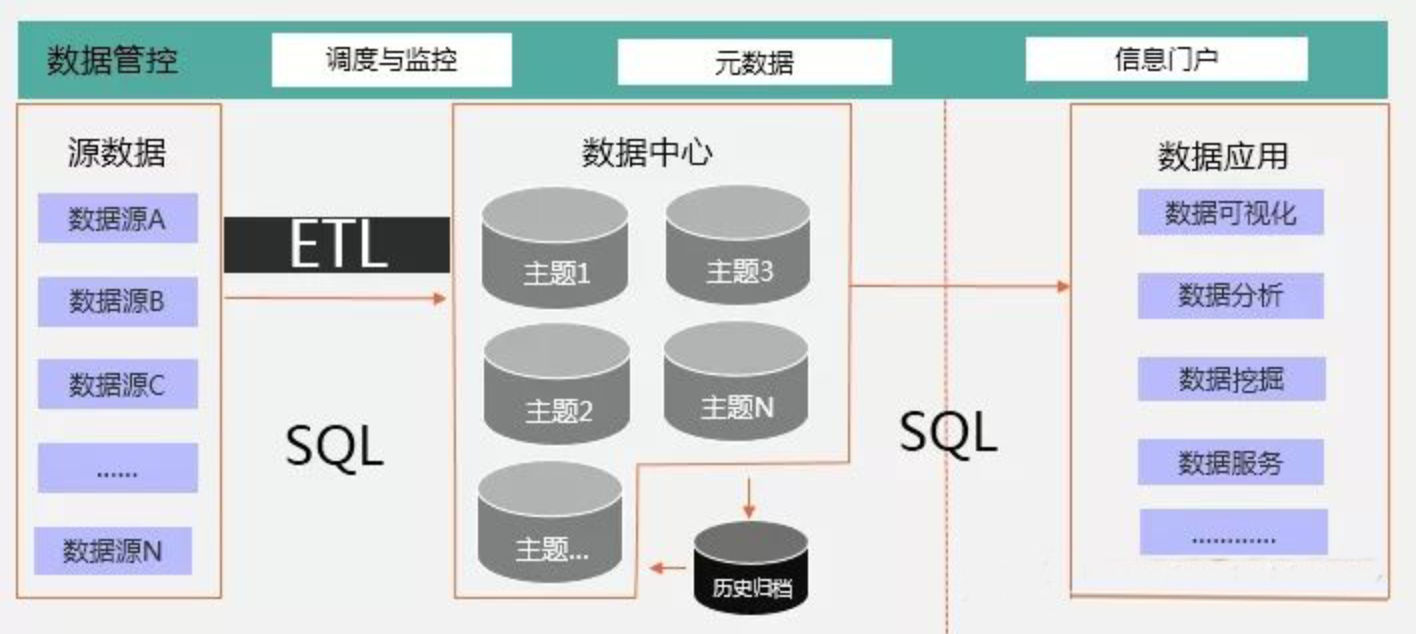 数据管控
调度与监控
元数据
信息门户
源数据
数据源A
数据源B
数据源C
......
数据源N
ETL
SQL
数据中心
主题1
主题3
主题2
主题N
主题...
历史归档
SQL
数据应用
数据可视化
数据分析
数据挖掘
数据服务
............